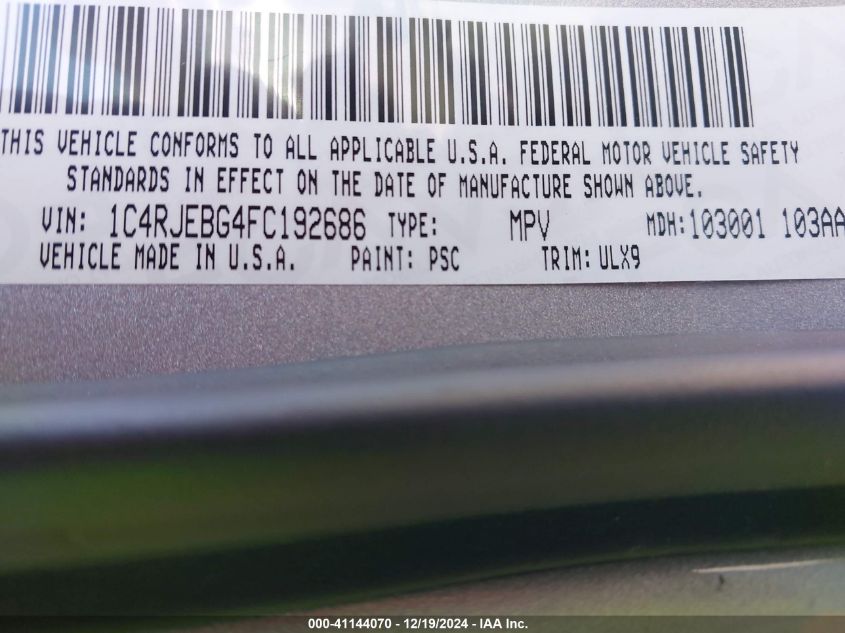 THIS VEHICLE CONFORMS TO ALL APPLICABLE U.S.A. FEDERAL MOTOR VEHICLE SAFETY
STANDARDS IN EFFECT ON THE DATE OF MANUFACTURE SHOWN ABOVE.
VIN: 1C4RJEBG4FC192686 TYPE: MPV MDH:103001 103AA
VEHICLE MADE IN U.S.A. PAINT: PSC TRIM: ULX9
000-41144070 - 12/19/2024 - IAA Inc.